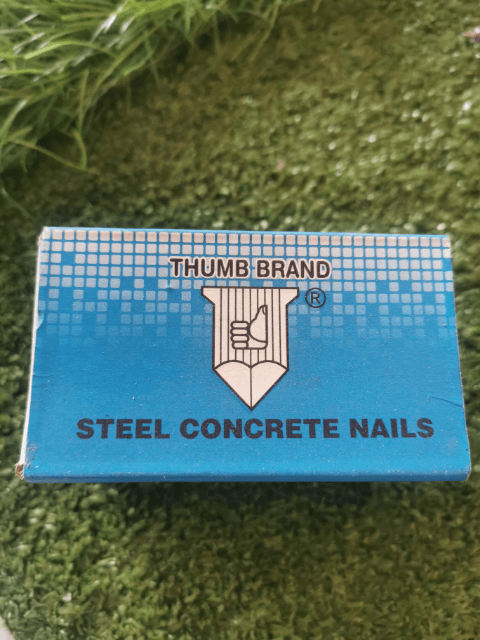 THUMB BRAND
®
STEEL CONCRETE NAILS